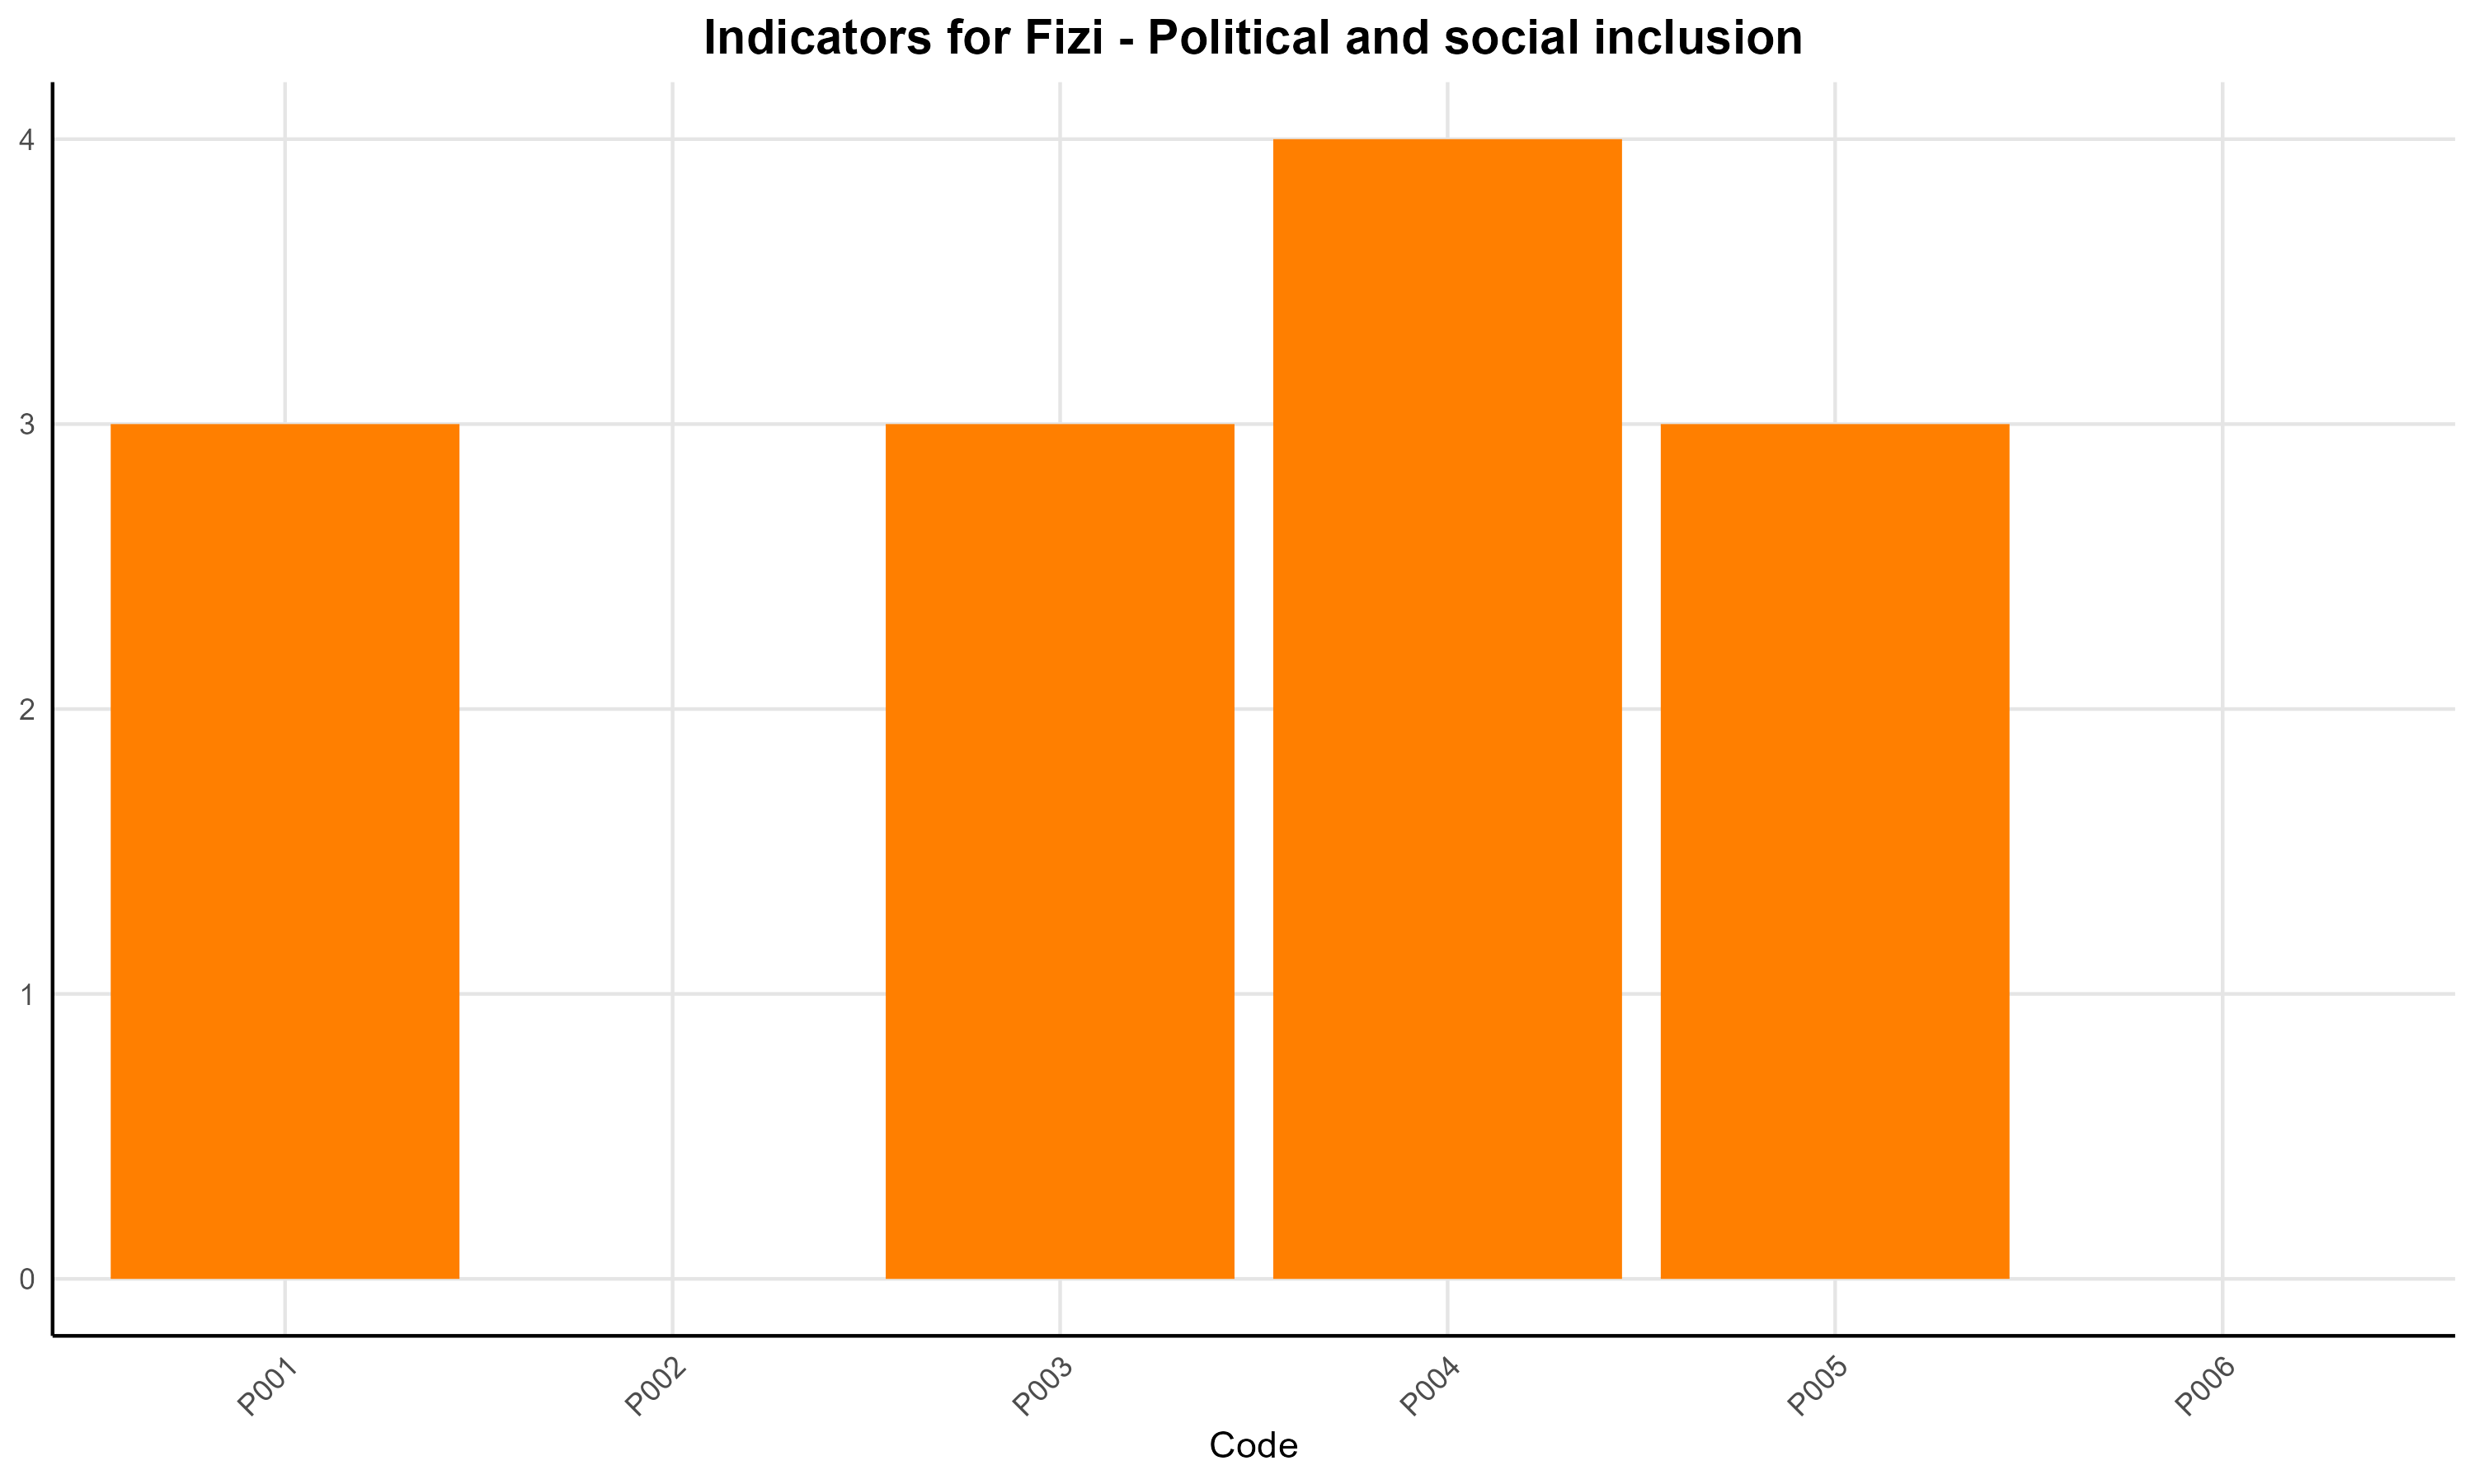 Indicators for Fizi - Political and social inclusion
4
3
2
1
0
P001
P002
P003
P004
P005
P006
Code